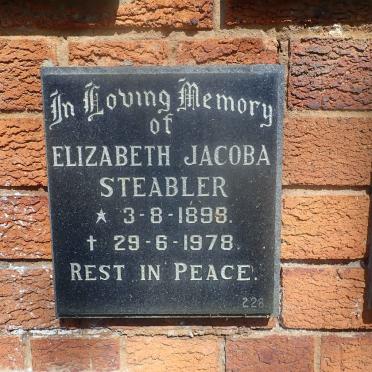 In Loving Memory
of
ELIZABETH JACOBA
STEABLER
★ 3-8-1898.
† 29-6-1978.
REST IN PEACE.
228